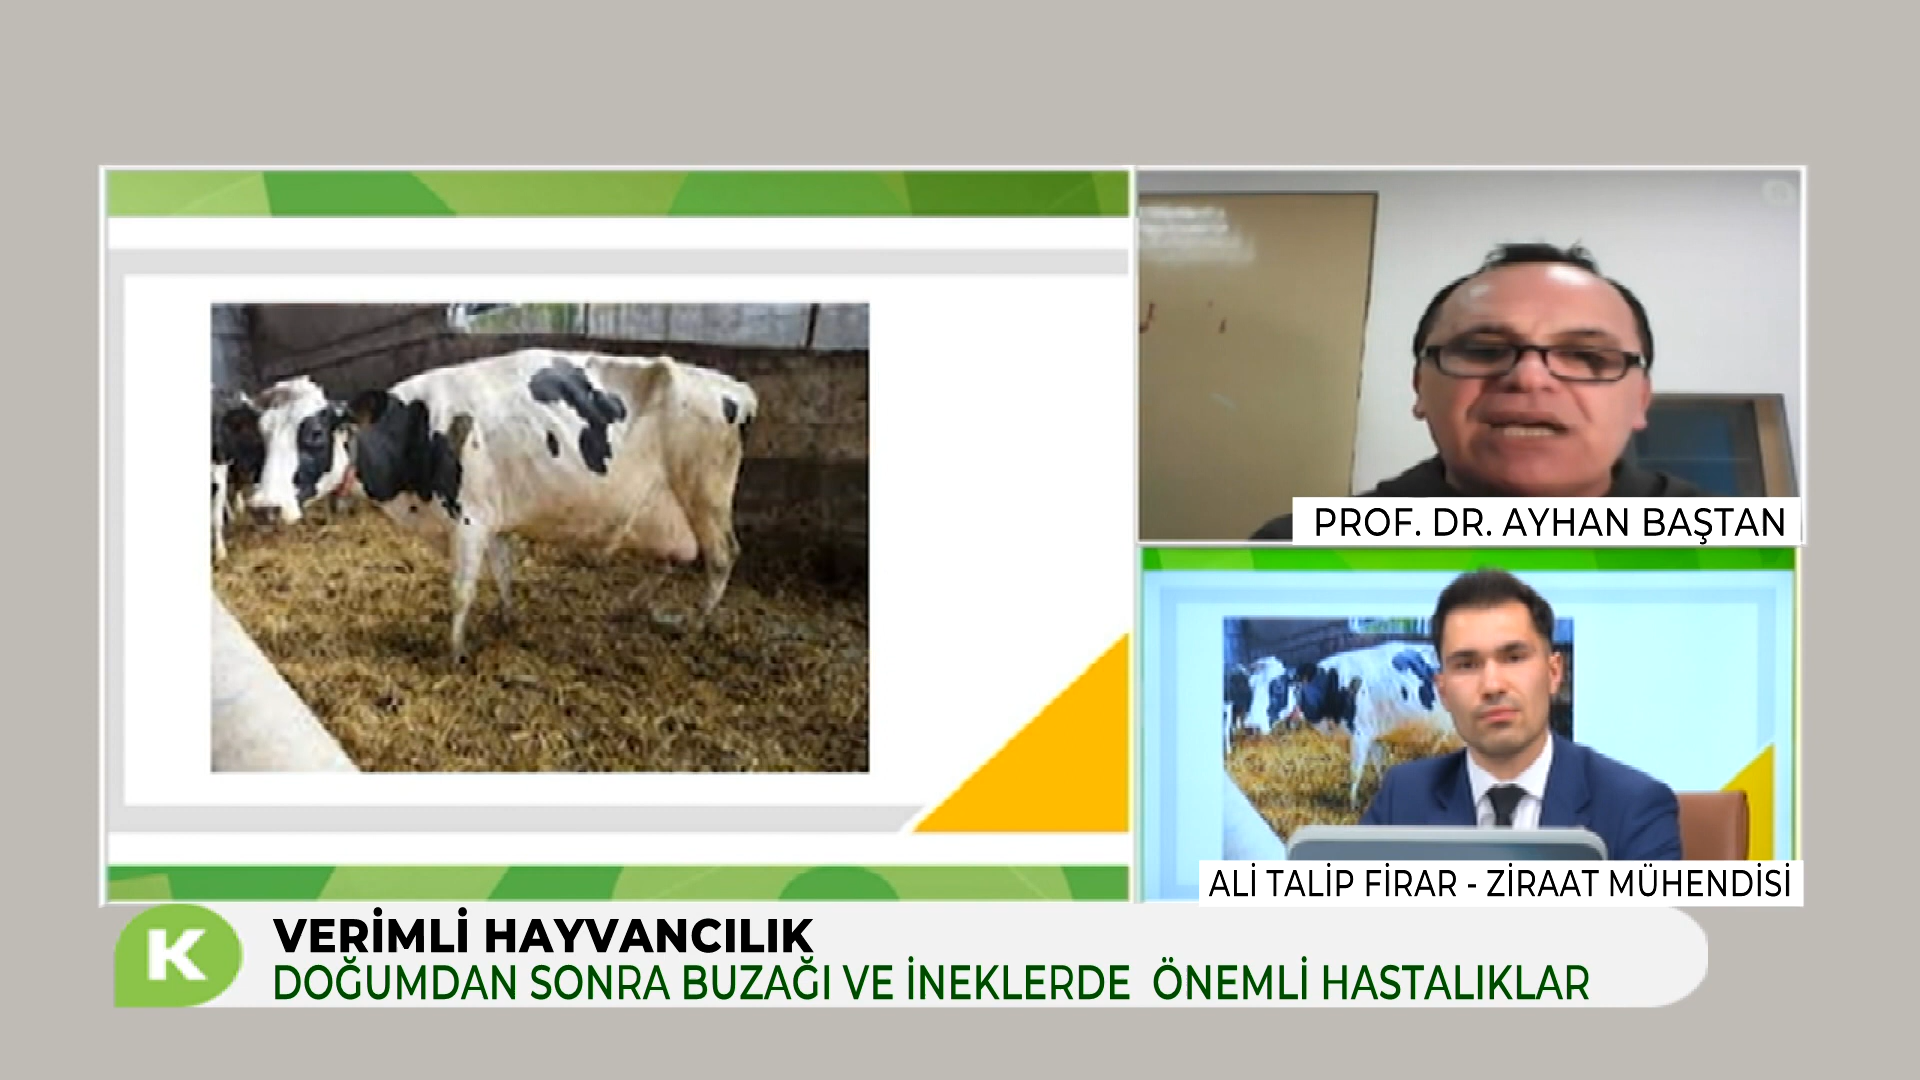 PROF. DR. AYHAN BAŞTAN
ALİ TALİP FİRAR - ZİRAAT MÜHENDİSİ
K
VERİMLİ HAYVANCILIK
DOĞUMDAN SONRA BUZAĞI VE İNEKLERDE ÖNEMLİ HASTALIKLAR